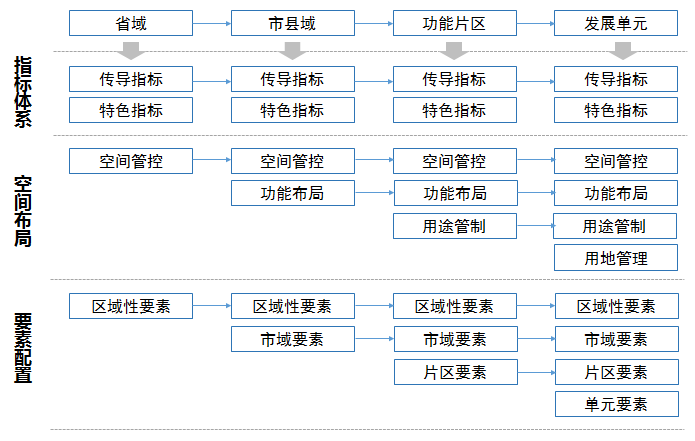 省域 市县域 功能片区 发展单元
指标体系
传导指标 传导指标 传导指标 传导指标
特色指标 特色指标 特色指标 特色指标
空间布局
空间管控 空间管控 空间管控 空间管控
功能布局 功能布局 功能布局
用途管制 用途管制
用地管理
要素配置
区域性要素 区域性要素 区域性要素 区域性要素
市域要素 市域要素 市域要素
片区要素 片区要素
单元要素